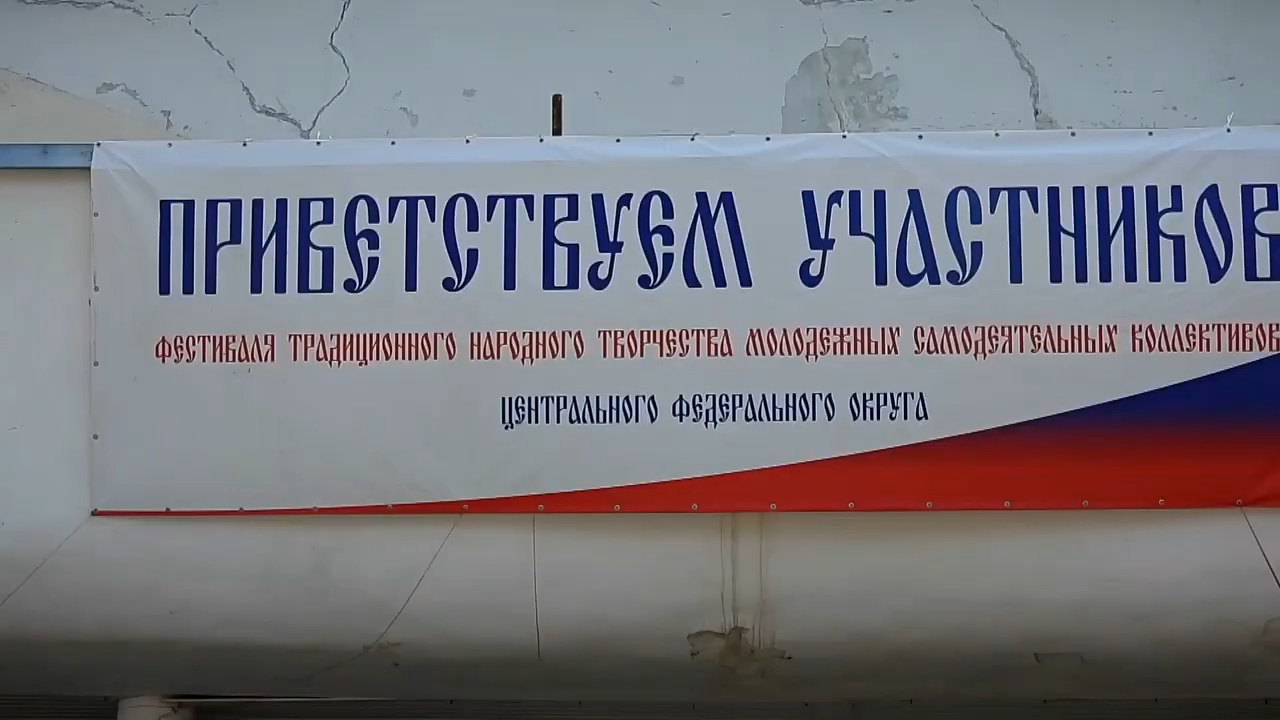 ПРИВЕТСТВУЕМ УЧАСТНИКОВ
ФЕСТИВАЛЯ ТРАДИЦИОННОГО НАРОДНОГО ТВОРЧЕСТВА МОЛОДЕЖНЫХ САМОДЕЯТЕЛЬНЫХ КОЛЛЕКТИВОВ
ЦЕНТРАЛЬНОГО ФЕДЕРАЛЬНОГО ОКРУГА